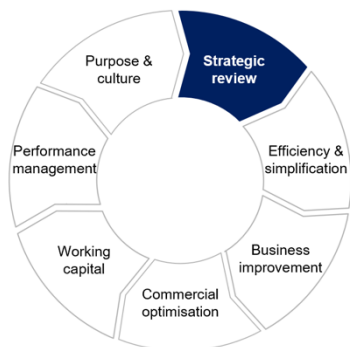 Strategic
review
Efficiency &
simplification
Business
improvement
Commercial
optimisation
Working
capital
Performance
management
Purpose &
culture